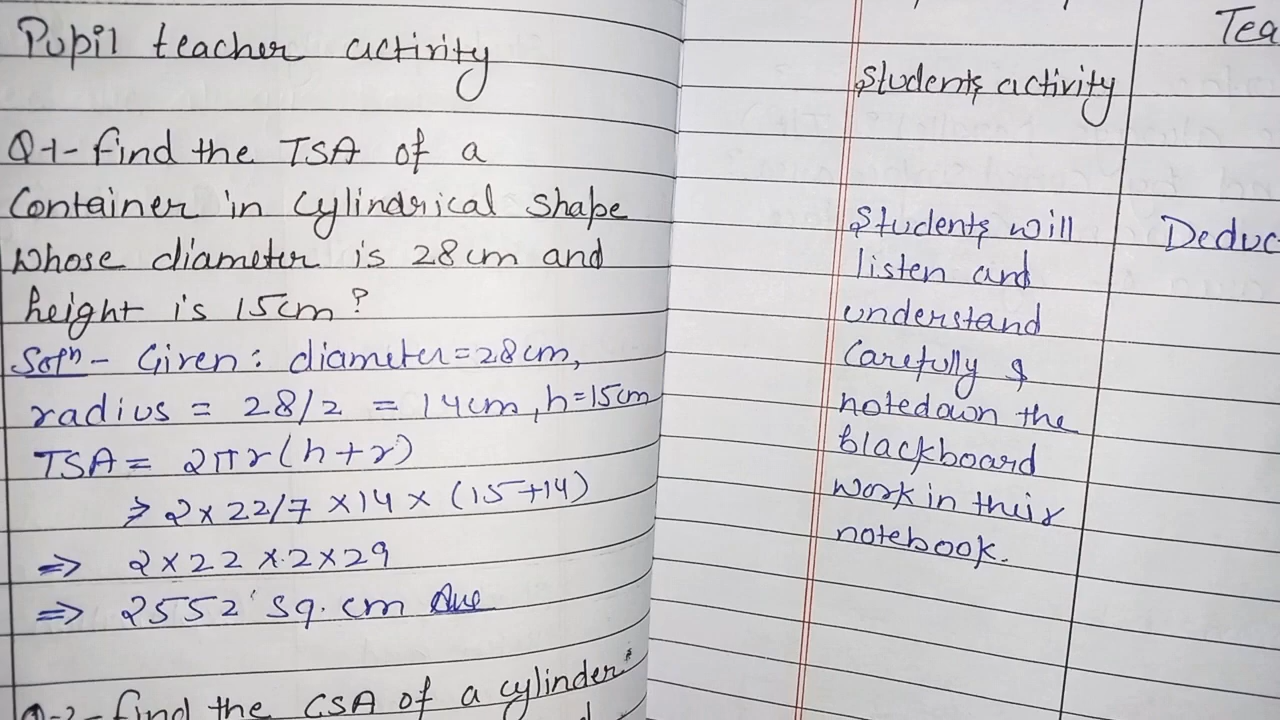 Pupil teacher activity
Q1- find the TSA of a
Container in cylindrical shape
whose diameter is 28cm and
height is 15cm?
Solⁿ - Given: diameter=28cm,
radius = 28/2 = 14cm, h=15cm
TSA = 2πr(h+r)
⇒ 2×22/7 ×14 × (15+14)
⇒ 2×22×2×29
⇒ 2552 sq. cm Ans
Q-2- find the CSA of a cylinder
Students activity
Students will
listen and
understand
Carefully &
notedown the
blackboard
work in their
notebook.
Tea
Deduc